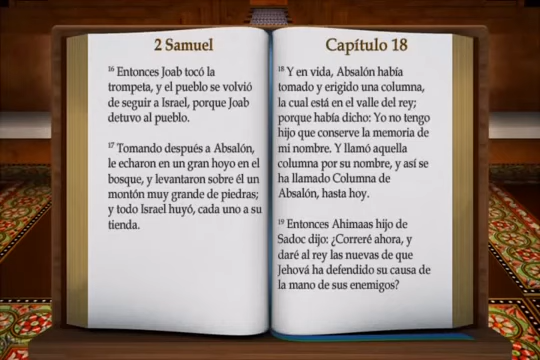 2 Samuel
16 Entonces Joab tocó la
trompeta, y el pueblo se volvió
de seguir a Israel, porque Joab
detuvo al pueblo.
17 Tomando después a Absalón,
le echaron en un gran hoyo en el
bosque, y levantaron sobre él un
montón muy grande de piedras;
y todo Israel huyó, cada uno a su
tienda.
Capítulo 18
18 Y en vida, Absalón había
tomado y erigido una columna,
la cual está en el valle del rey;
porque había dicho: Yo no tengo
hijo que conserve la memoria de
mi nombre. Y llamó aquella
columna por su nombre, y así se
ha llamado Columna de
Absalón, hasta hoy.
19 Entonces Ahimaas hijo de
Sadoc dijo: ¿Correré ahora, y
daré al rey las nuevas de que
Jehová ha defendido su causa de
la mano de sus enemigos?